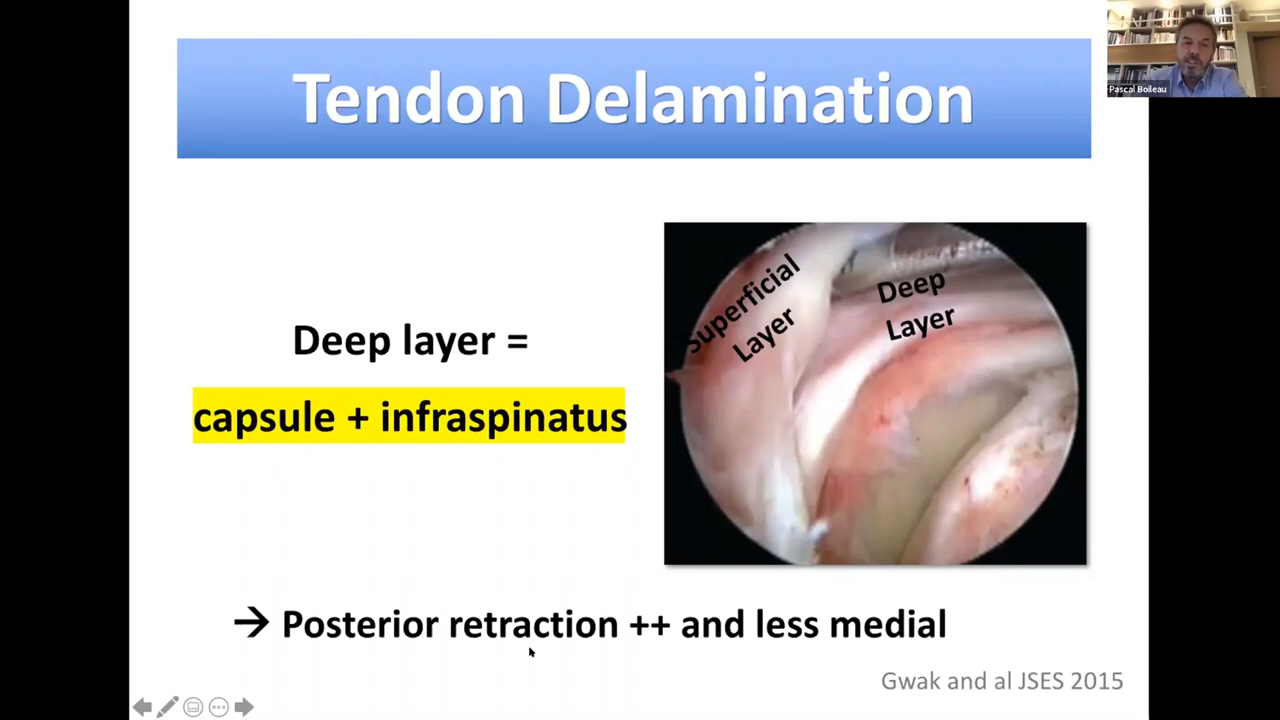 Tendon Delamination
Pascal Boileau
Superficial
Layer
Deep
Layer
Deep layer =
capsule + infraspinatus
→ Posterior retraction ++ and less medial
Gwak and al JSES 2015